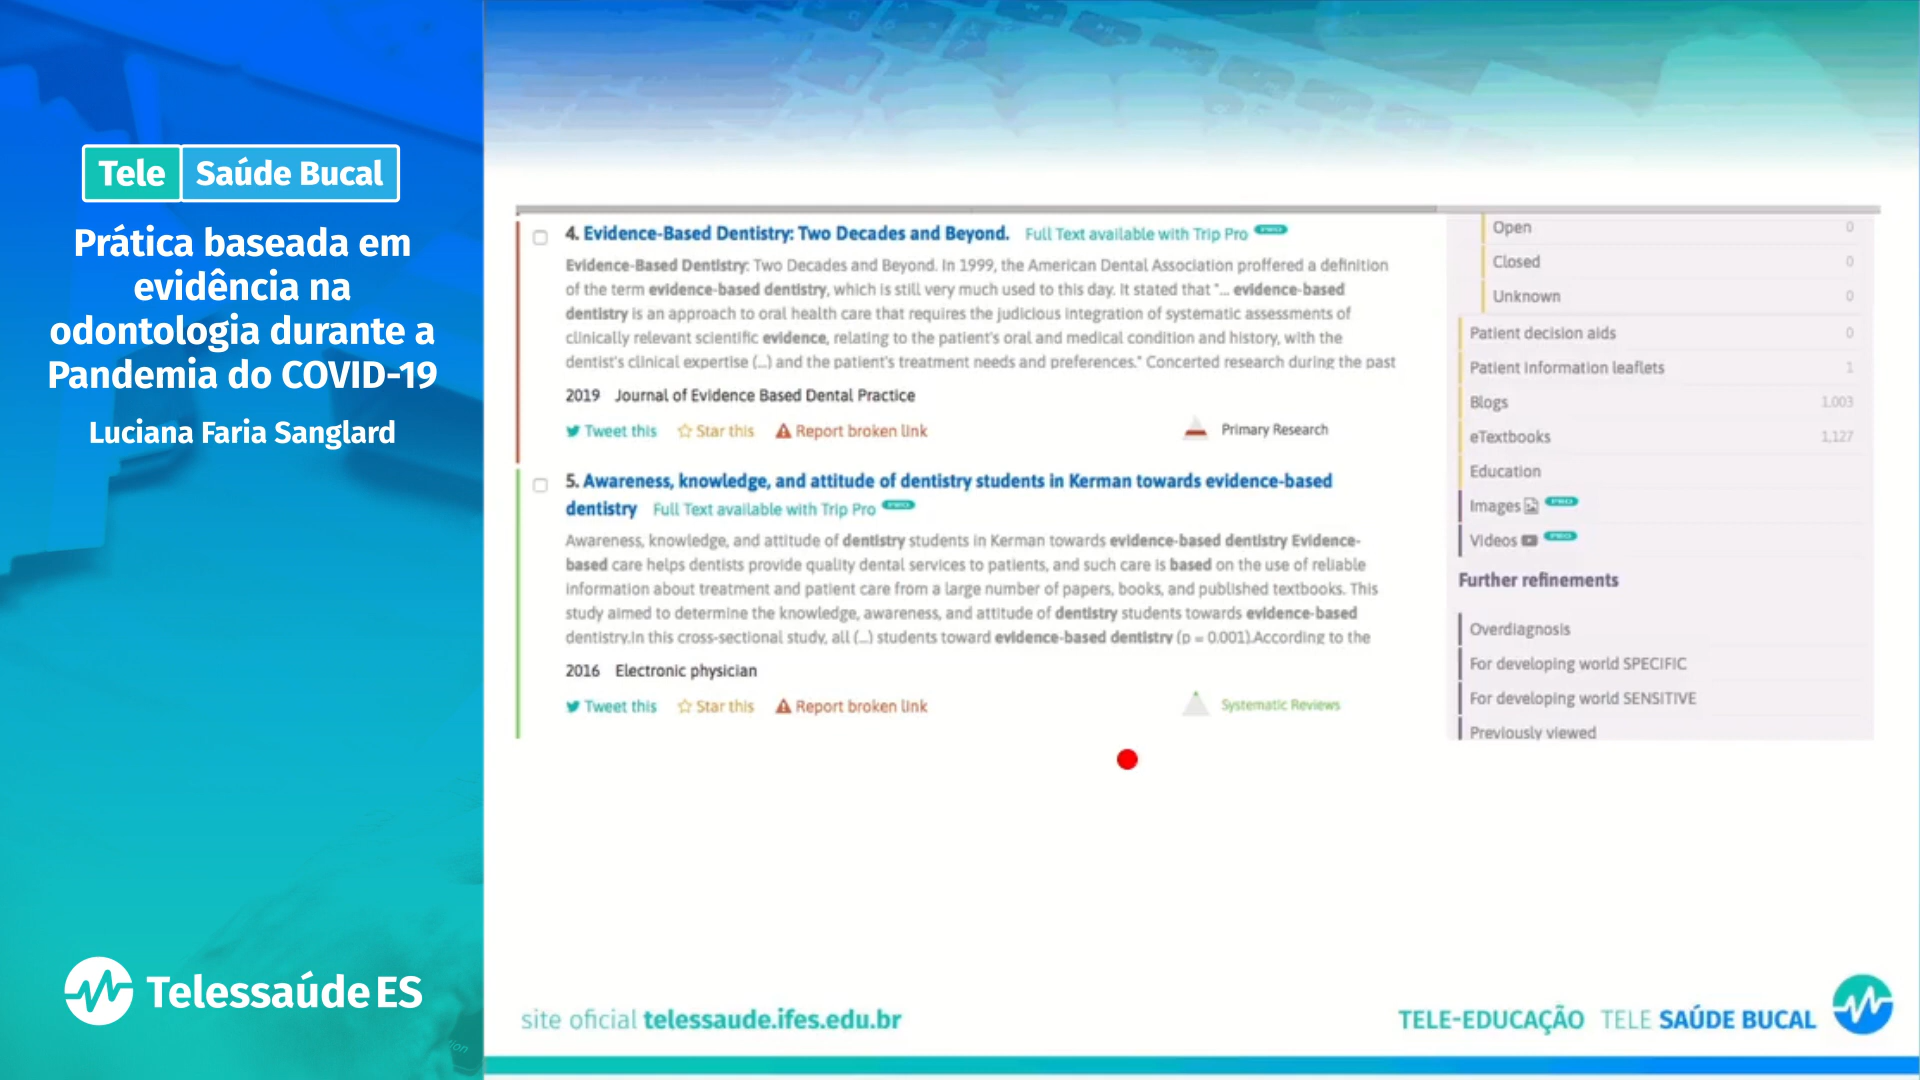 Tele Saúde Bucal
Prática baseada em
evidência na
odontologia durante a
Pandemia do COVID-19
Luciana Faria Sanglard
TelessaúdeES
4. Evidence-Based Dentistry: Two Decades and Beyond. Full Text available with Trip Pro PRO
Evidence-Based Dentistry: Two Decades and Beyond. In 1999, the American Dental Association proffered a definition
of the term evidence-based dentistry, which is still very much used to this day. It stated that "... evidence-based
dentistry is an approach to oral health care that requires the judicious integration of systematic assessments of
clinically relevant scientific evidence, relating to the patient's oral and medical condition and history, with the
dentist's clinical expertise (...) and the patient's treatment needs and preferences." Concerted research during the past
2019 Journal of Evidence Based Dental Practice
Tweet this Star this Report broken link Primary Research
5. Awareness, knowledge, and attitude of dentistry students in Kerman towards evidence-based
dentistry Full Text available with Trip Pro PRO
Awareness, knowledge, and attitude of dentistry students in Kerman towards evidence-based dentistry Evidence-
based care helps dentists provide quality dental services to patients, and such care is based on the use of reliable
information about treatment and patient care from a large number of papers, books, and published textbooks. This
study aimed to determine the knowledge, awareness, and attitude of dentistry students towards evidence-based
dentistry.In this cross-sectional study, all (...) students toward evidence-based dentistry (p = 0.001).According to the
2016 Electronic physician
Tweet this Star this Report broken link Systematic Reviews
Open 0
Closed 0
Unknown 0
Patient decision aids 0
Patient information leaflets 1
Blogs 1,003
eTextbooks 1,127
Education
Images PRO
Videos PRO
Further refinements
Overdiagnosis
For developing world SPECIFIC
For developing world SENSITIVE
Previously viewed
site oficial telessaude.ifes.edu.br
TELE-EDUCAÇÃO TELE SAÚDE BUCAL